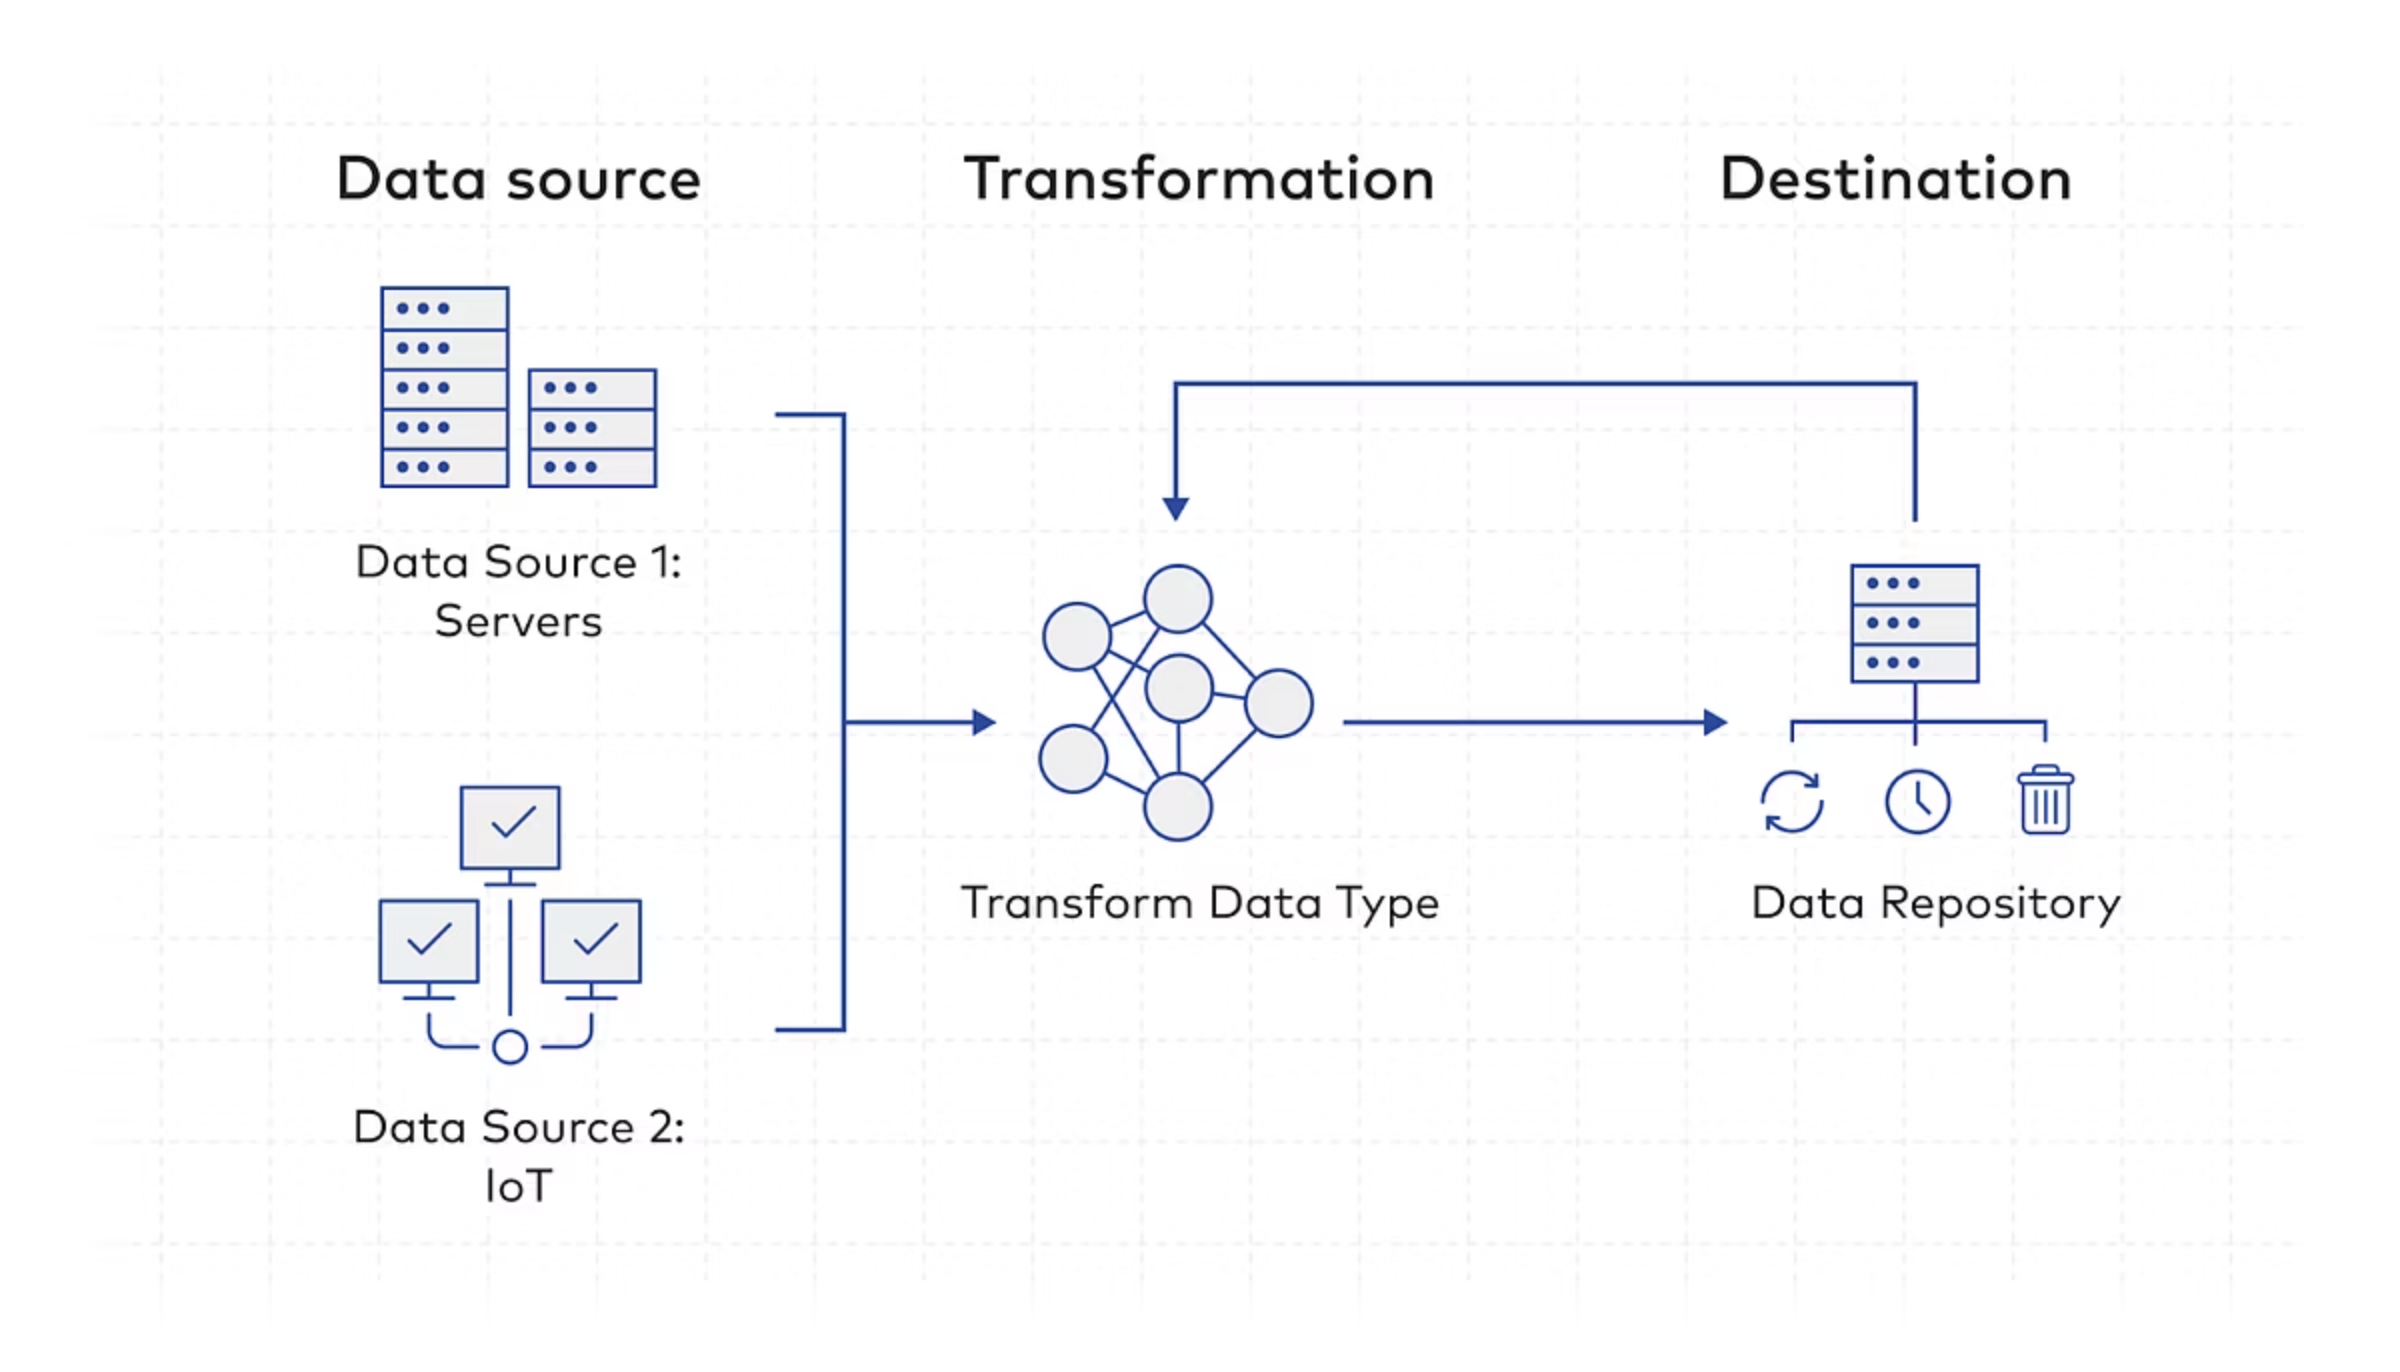 Data source
Transformation
Destination
Data Source 1:
Servers
Data Source 2:
IoT
Transform Data Type
Data Repository